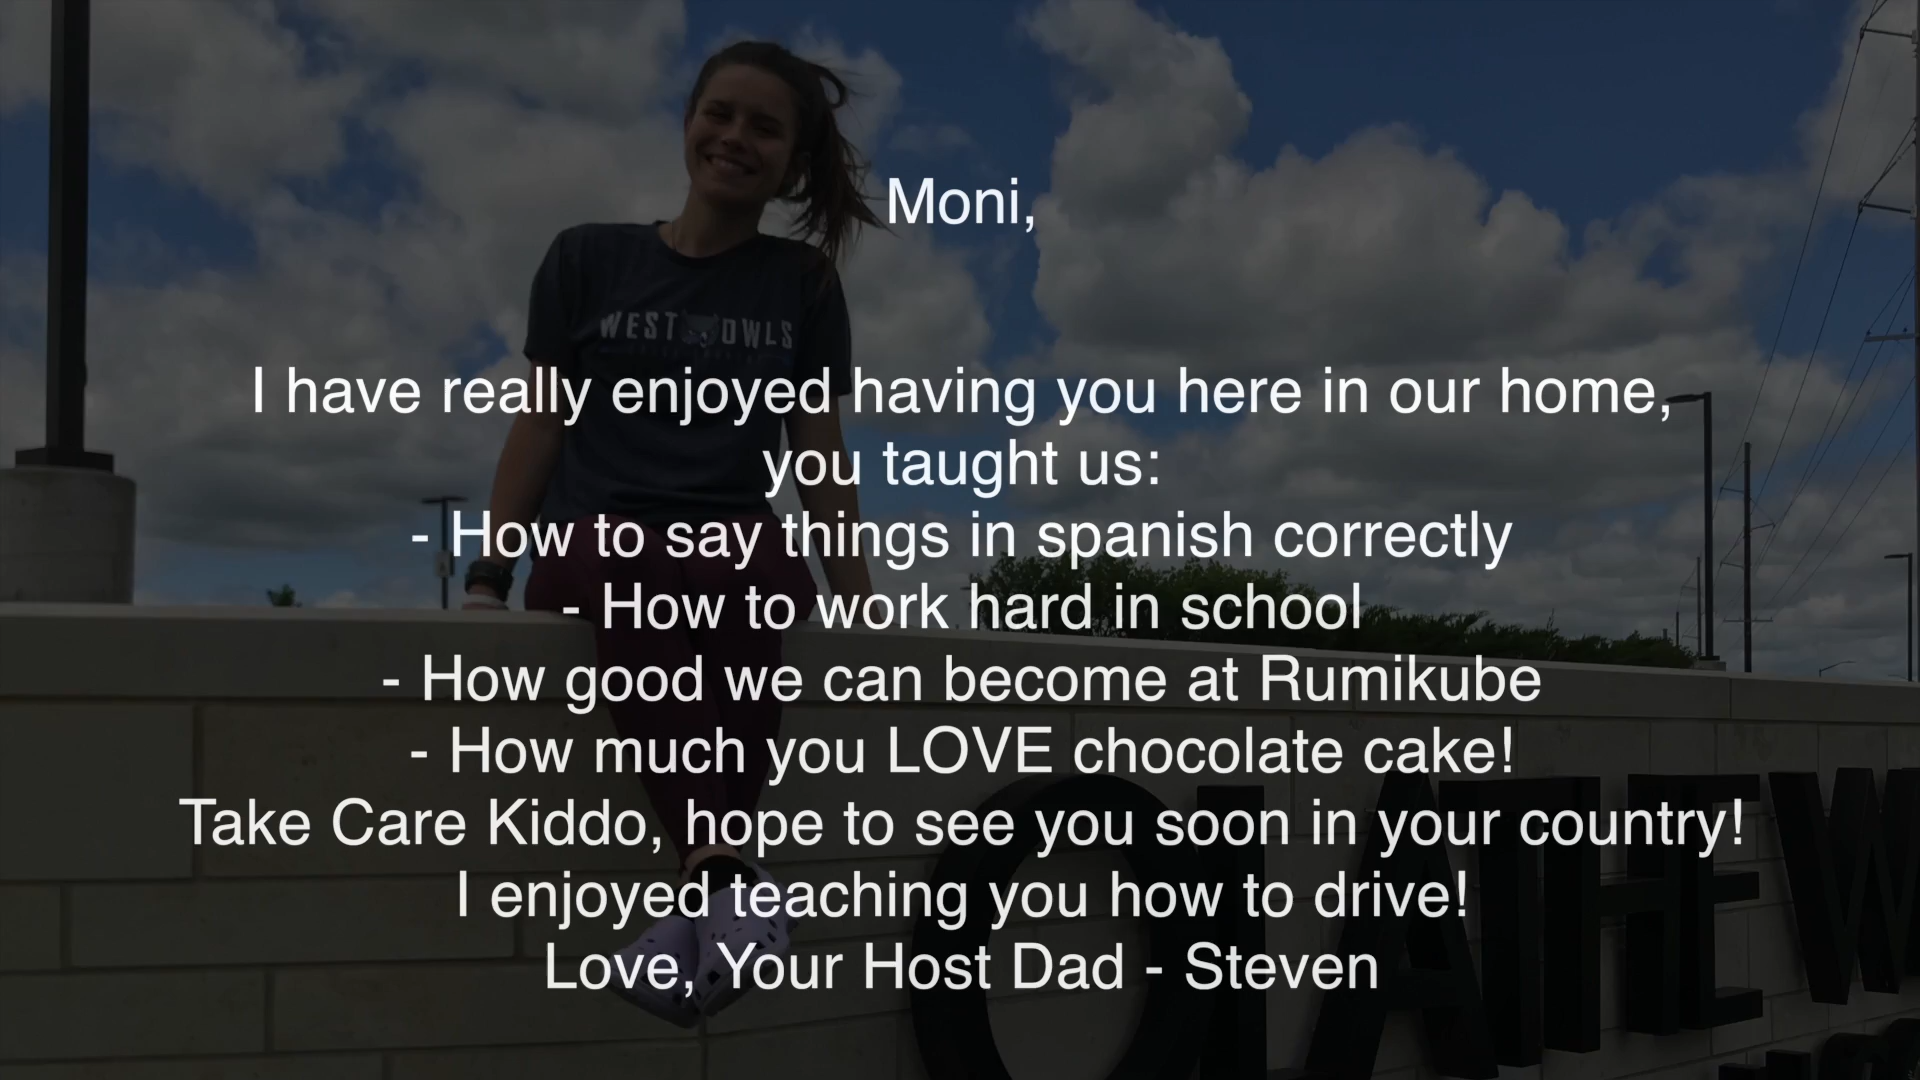 Moni,
I have really enjoyed having you here in our home,
you taught us:
- How to say things in spanish correctly
- How to work hard in school
- How good we can become at Rumikube
- How much you LOVE chocolate cake!
Take Care Kiddo, hope to see you soon in your country!
I enjoyed teaching you how to drive!
Love, Your Host Dad - Steven
WEST OWLS
OLATHE W